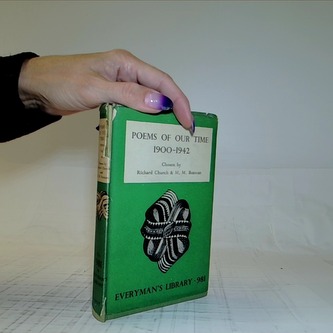 POEMS OF OUR TIME
1900-1942
Chosen by
Richard Church & M. M. Bozman
EVERYMAN'S LIBRARY · 981